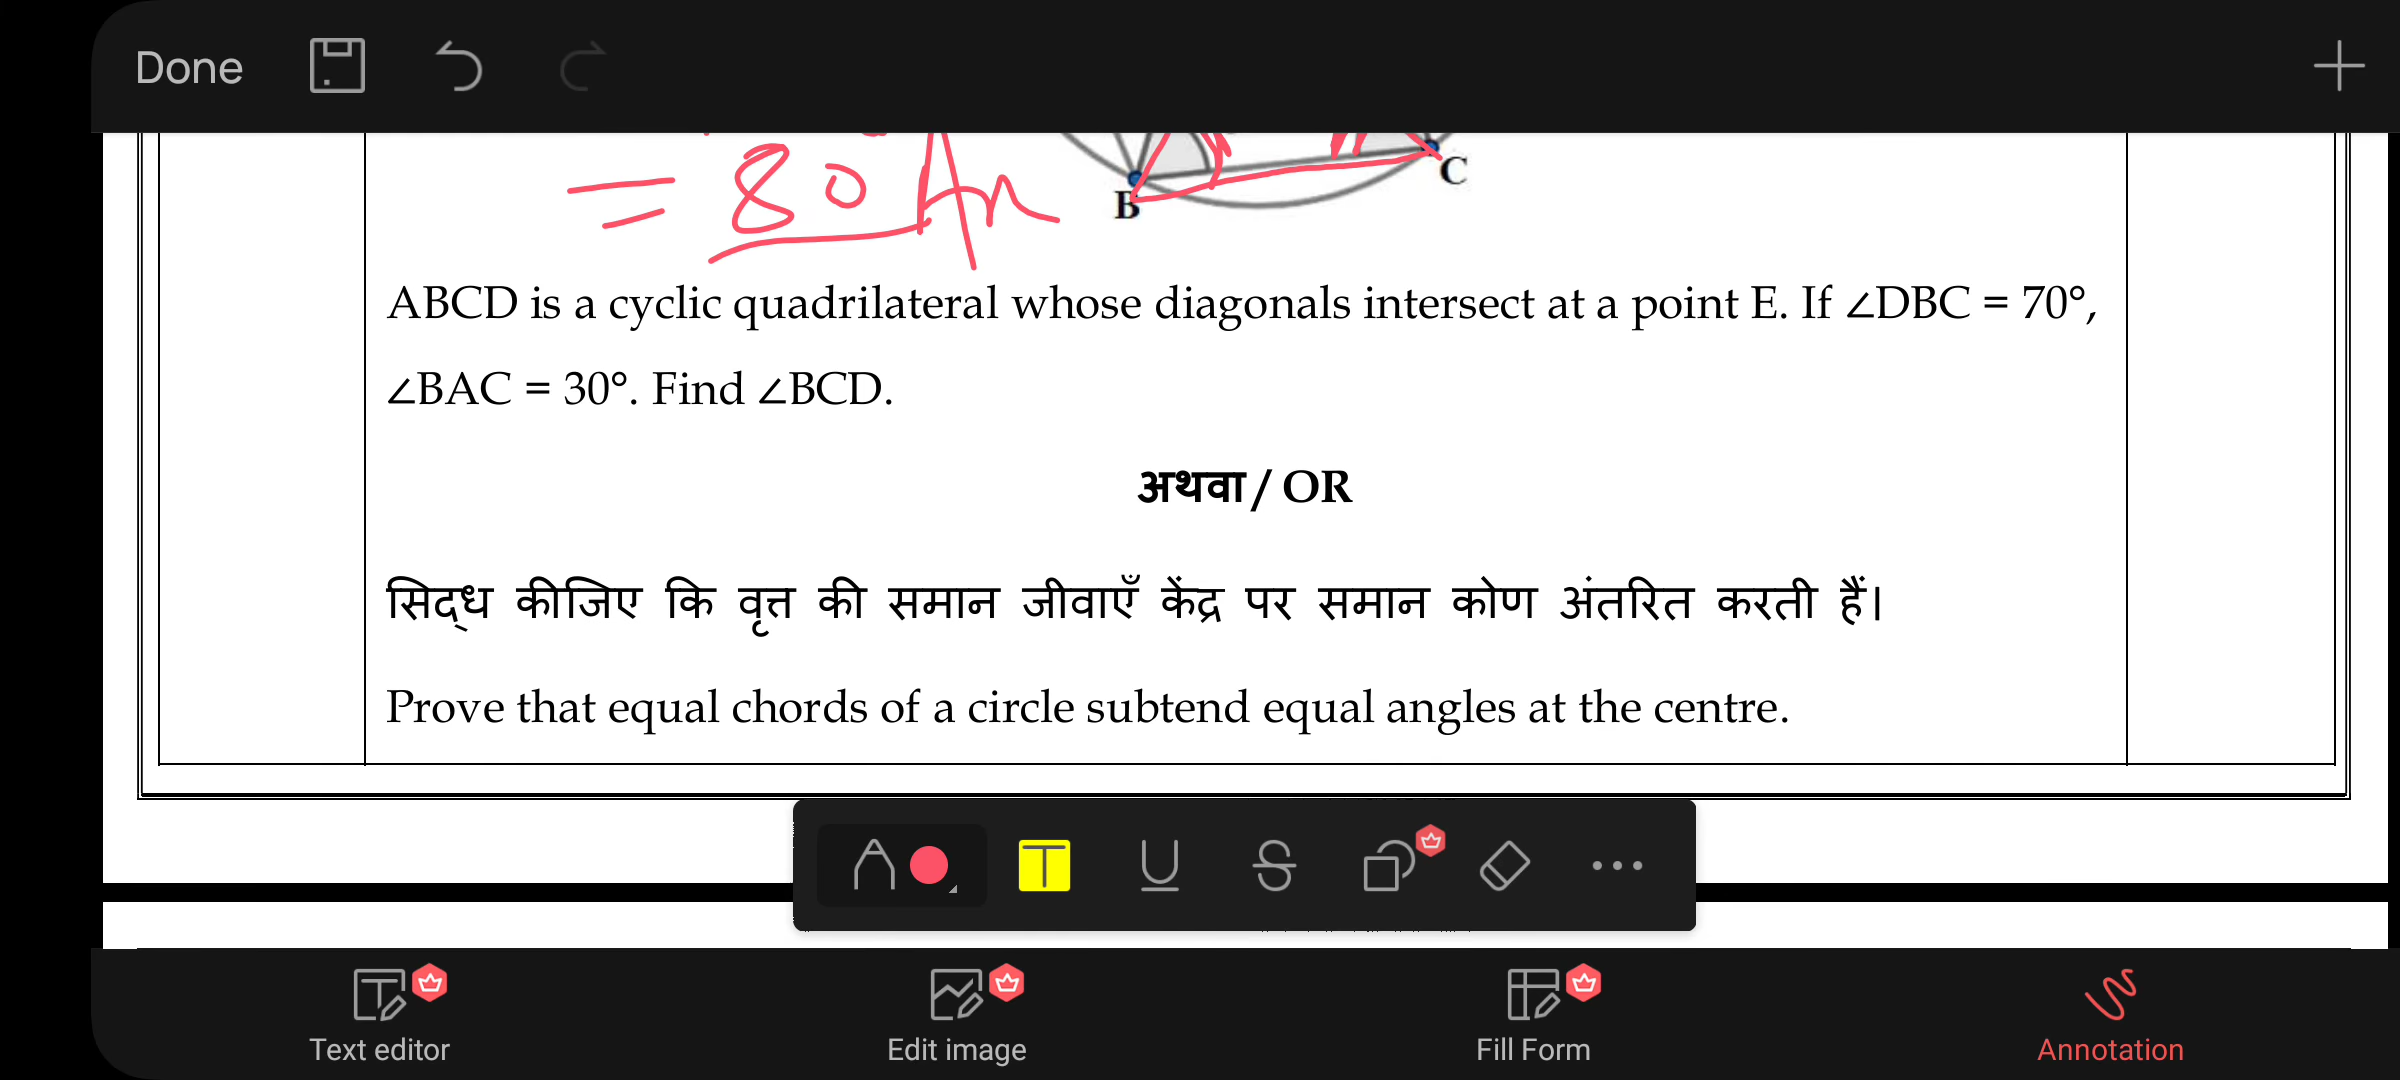 Done
= 80 An
B
C
ABCD is a cyclic quadrilateral whose diagonals intersect at a point E. If ∠DBC = 70°,
∠BAC = 30°. Find ∠BCD.
अथवा / OR
सिद्ध कीजिए कि वृत्त की समान जीवाएँ केंद्र पर समान कोण अंतरित करती हैं।
Prove that equal chords of a circle subtend equal angles at the centre.
Text editor
Edit image
Fill Form
Annotation